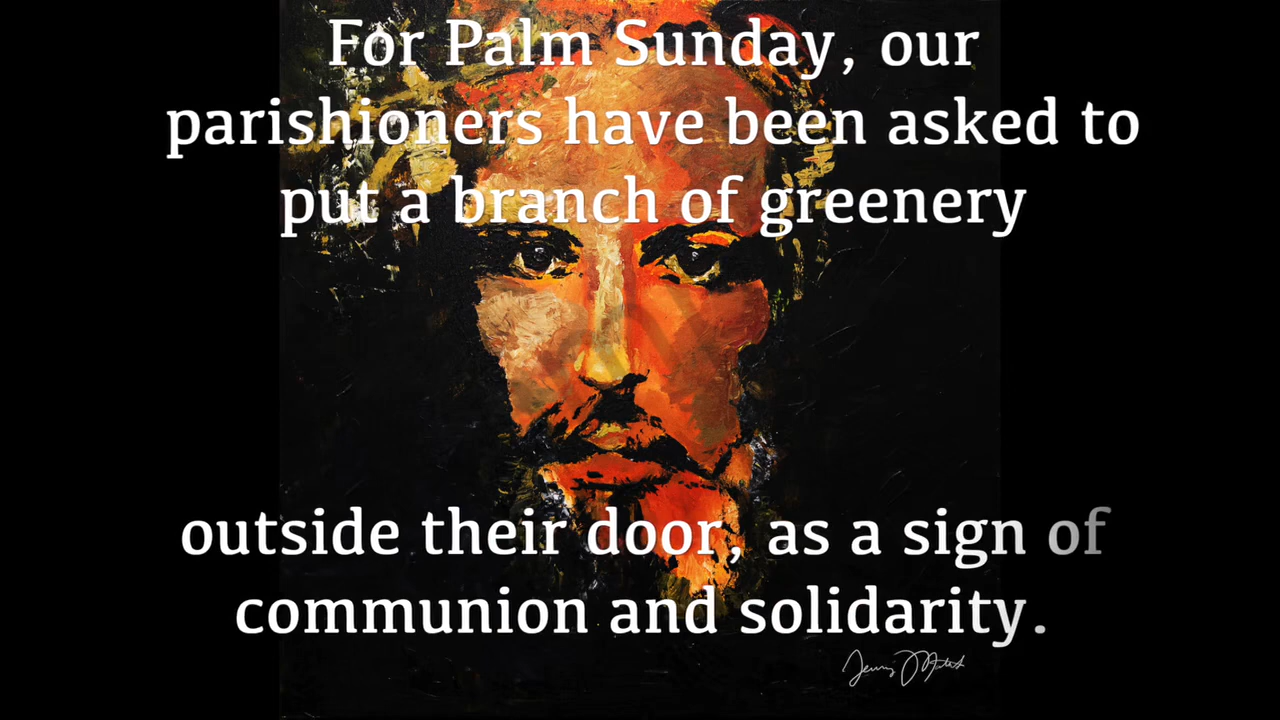 For Palm Sunday, our
parishioners have been asked to
put a branch of greenery
outside their door, as a sign of
communion and solidarity.